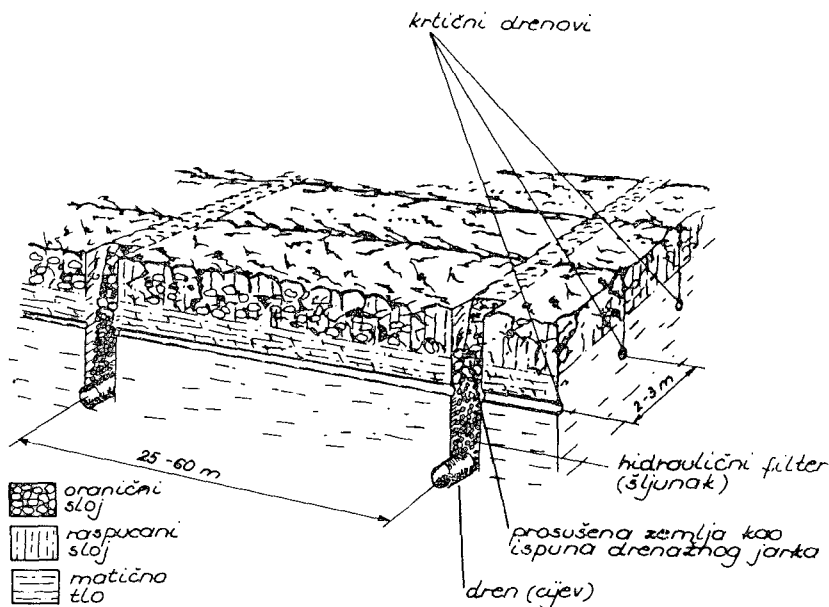 krtični drenovi
2-3 m
25-60 m
hidraulični filter
(šljunak)
oranični
sloj
raspucani
sloj
matično
tlo
prosušena zemlja kao
ispuna drenažnog jarka
dren (cijev)